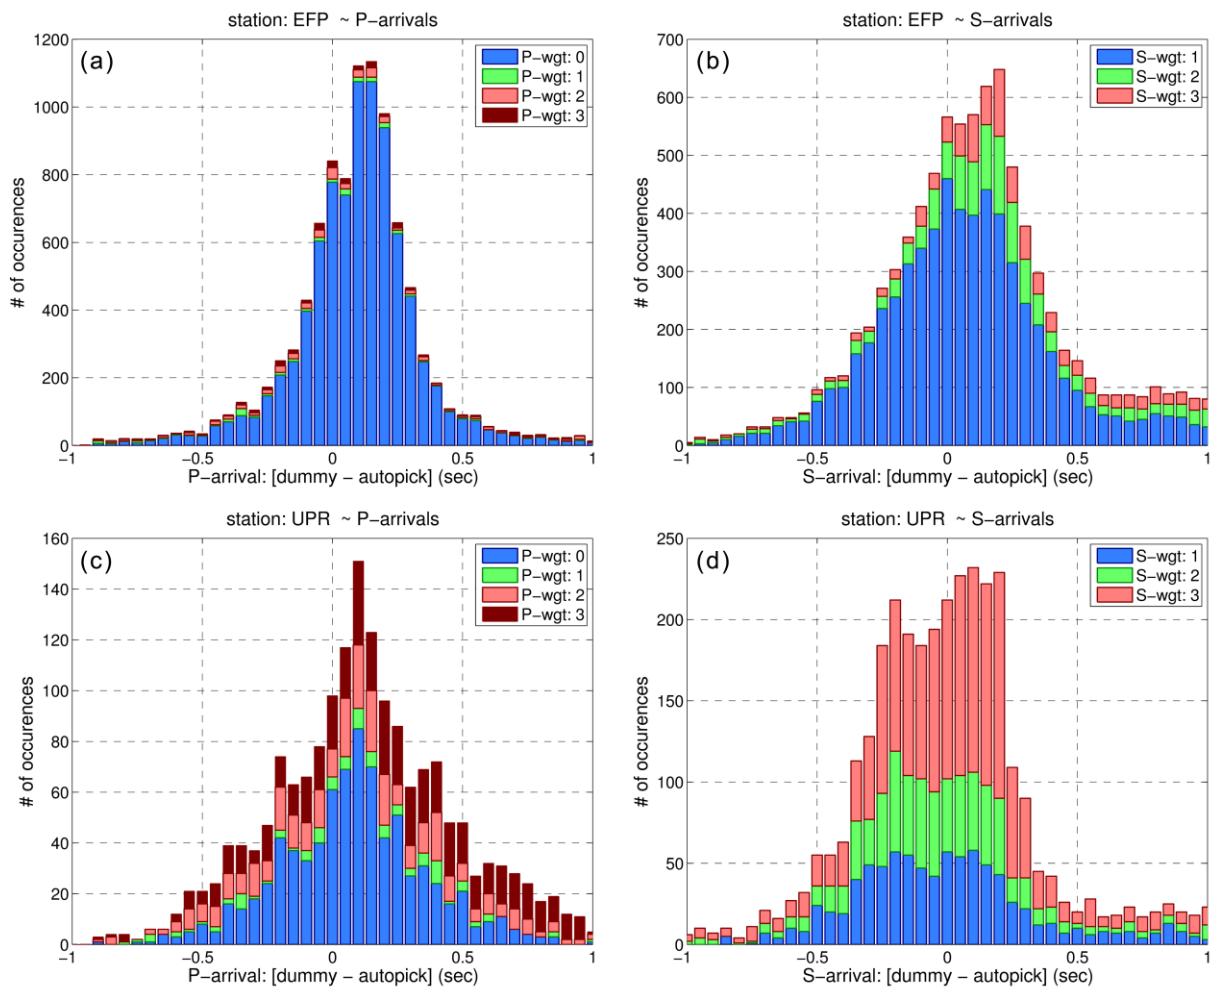 station: EFP ~ P-arrivals
(a)
P-wgt: 0
P-wgt: 1
P-wgt: 2
P-wgt: 3
# of occurences
1200
1000
800
600
400
200
0
-1 -0.5 0 0.5 1
P-arrival: [dummy - autopick] (sec)
station: EFP ~ S-arrivals
(b)
S-wgt: 1
S-wgt: 2
S-wgt: 3
# of occurences
700
600
500
400
300
200
100
0
-1 -0.5 0 0.5 1
S-arrival: [dummy - autopick] (sec)
station: UPR ~ P-arrivals
(c)
P-wgt: 0
P-wgt: 1
P-wgt: 2
P-wgt: 3
# of occurences
160
140
120
100
80
60
40
20
0
-1 -0.5 0 0.5 1
P-arrival: [dummy - autopick] (sec)
station: UPR ~ S-arrivals
(d)
S-wgt: 1
S-wgt: 2
S-wgt: 3
# of occurences
250
200
150
100
50
0
-1 -0.5 0 0.5 1
S-arrival: [dummy - autopick] (sec)